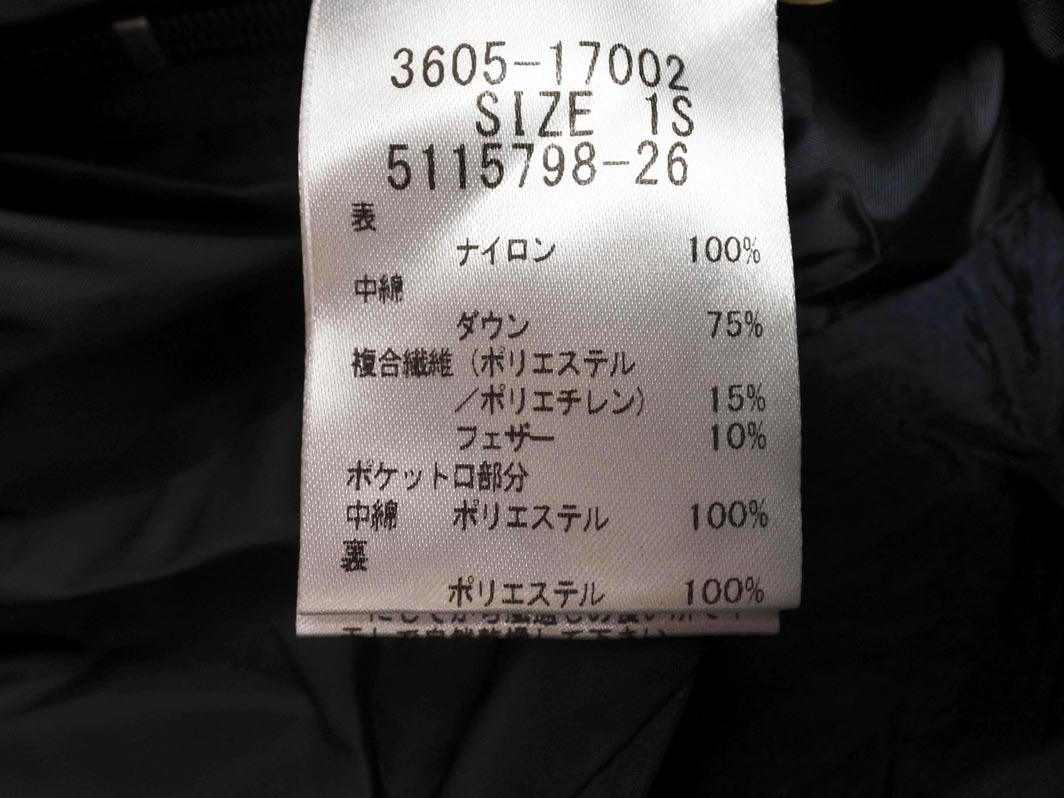 3605-17002
SIZE 1S
5115798-26
表
ナイロン 100%
中綿
ダウン 75%
複合繊維（ポリエステル
／ポリエチレン） 15%
フェザー 10%
ポケット口部分
中綿 ポリエステル 100%
裏
ポリエステル 100%